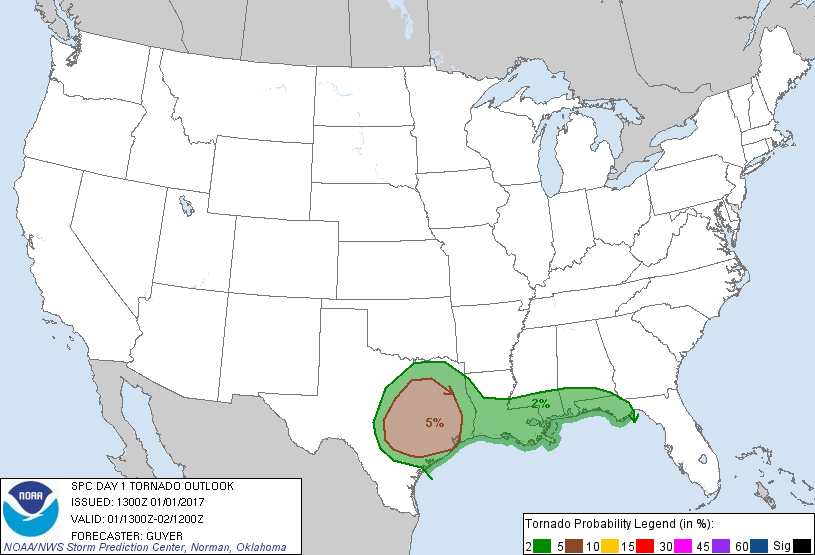 5%
2%
NOAA
SPC DAY 1 TORNADO OUTLOOK
ISSUED: 1300Z 01/01/2017
VALID: 01/1300Z-02/1200Z
FORECASTER: GUYER
NOAA/NWS Storm Prediction Center, Norman, Oklahoma
Tornado Probability Legend (in %):
2 5 10 15 30 45 60 Sig